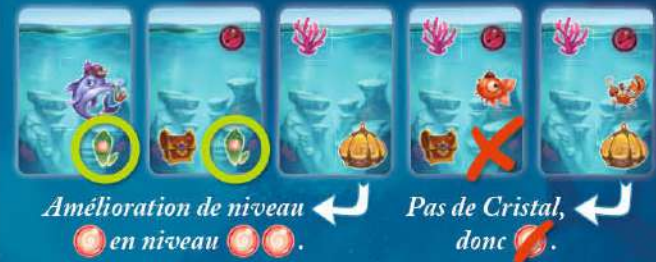 Amélioration de niveau
en niveau .
Pas de Cristal,
donc .